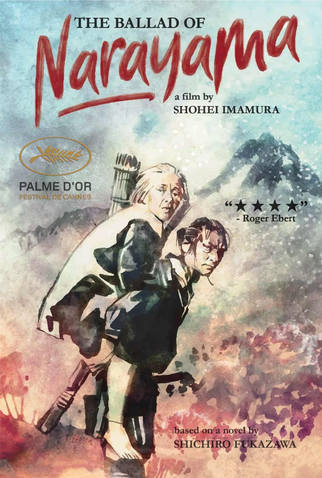 THE BALLAD OF
Narayama
a film by
SHOHEI IMAMURA
PALME D'OR
FESTIVAL DE CANNES
“★★★★”
- Roger Ebert
based on a novel by
SHICHIRO FUKAZAWA